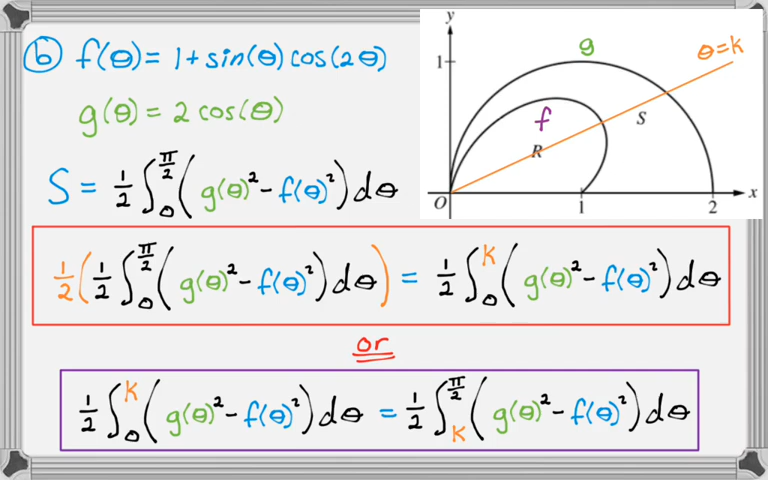 b f(θ) = 1 + sin(θ) cos(2θ)
g(θ) = 2 cos(θ)
S = 1/2 ∫₀^(π/2) (g(θ)² - f(θ)²) dθ
y
g
θ=k
1
f
S
R
O
1
2
x
1/2 (1/2 ∫₀^(π/2) (g(θ)² - f(θ)²) dθ) = 1/2 ∫₀^K (g(θ)² - f(θ)²) dθ
or
1/2 ∫₀^K (g(θ)² - f(θ)²) dθ = 1/2 ∫_K^(π/2) (g(θ)² - f(θ)²) dθ